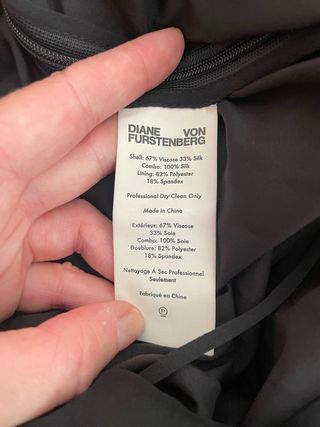 DIANE VON
FURSTENBERG
Shell: 67% Viscose 33% Silk
Combo: 100% Silk
Lining: 82% Polyester
18% Spandex
Professional Dry Clean Only
Made in China
Extérieur: 67% Viscose
33% Soie
Combo: 100% Soie
Doublure: 82% Polyester
18% Spandex
Nettoyage Á Sec Professionnel
Seulement
Fabriqué en Chine
P